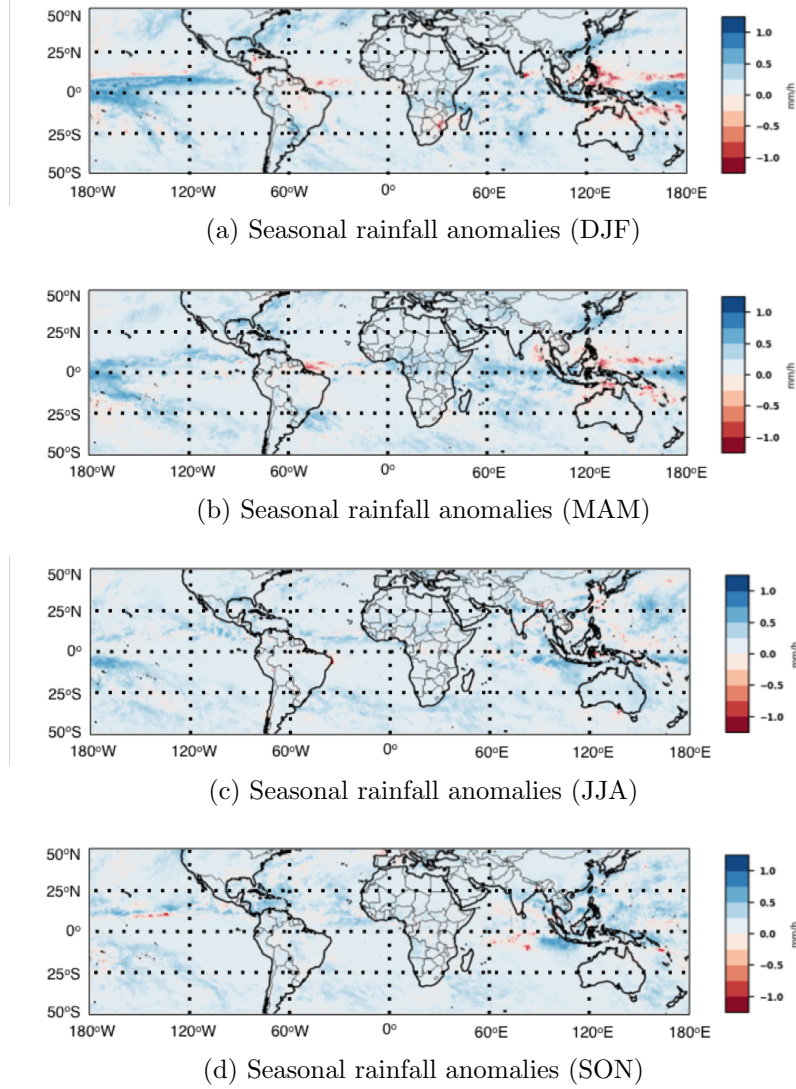 50°N
25°N
0°
25°S
50°S
180°W 120°W 60°W 0° 60°E 120°E 180°E
1.0
0.5
0.0
−0.5
−1.0
mm/h
(a) Seasonal rainfall anomalies (DJF)
50°N
25°N
0°
25°S
50°S
180°W 120°W 60°W 0° 60°E 120°E 180°E
1.0
0.5
0.0
−0.5
−1.0
mm/h
(b) Seasonal rainfall anomalies (MAM)
50°N
25°N
0°
25°S
50°S
180°W 120°W 60°W 0° 60°E 120°E 180°E
1.0
0.5
0.0
−0.5
−1.0
mm/h
(c) Seasonal rainfall anomalies (JJA)
50°N
25°N
0°
25°S
50°S
180°W 120°W 60°W 0° 60°E 120°E 180°E
1.0
0.5
0.0
−0.5
−1.0
mm/h
(d) Seasonal rainfall anomalies (SON)